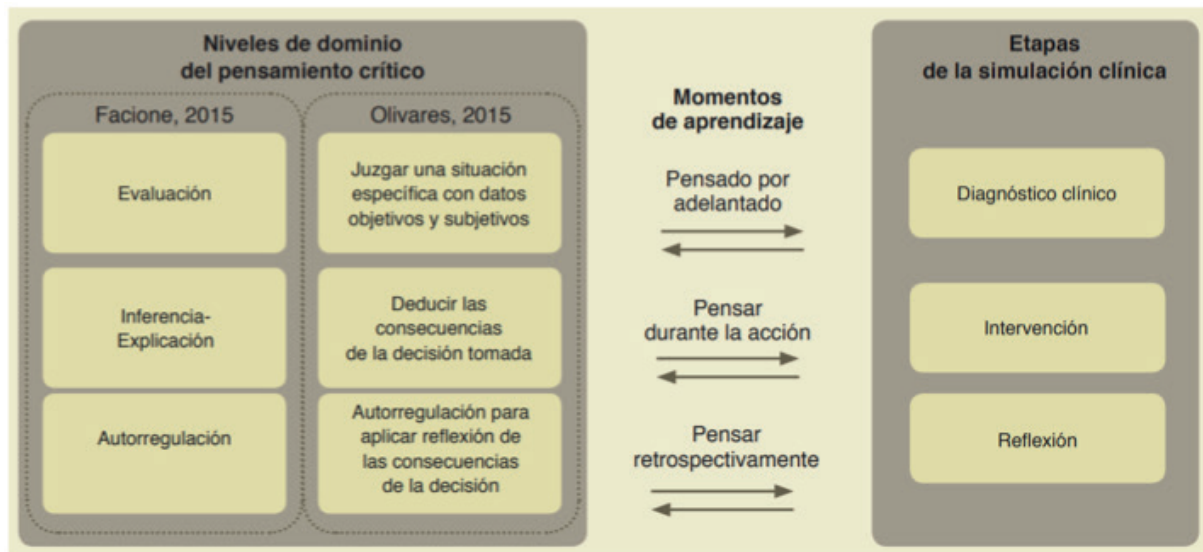 Niveles de dominio
del pensamiento crítico
Facione, 2015
Olivares, 2015
Evaluación
Juzgar una situación
específica con datos
objetivos y subjetivos
Inferencia-
Explicación
Deducir las
consecuencias
de la decisión tomada
Autorregulación
Autorregulación para
aplicar reflexión de
las consecuencias
de la decisión
Momentos
de aprendizaje
Pensado por
adelantado
Pensar
durante la acción
Pensar
retrospectivamente
Etapas
de la simulación clínica
Diagnóstico clínico
Intervención
Reflexión